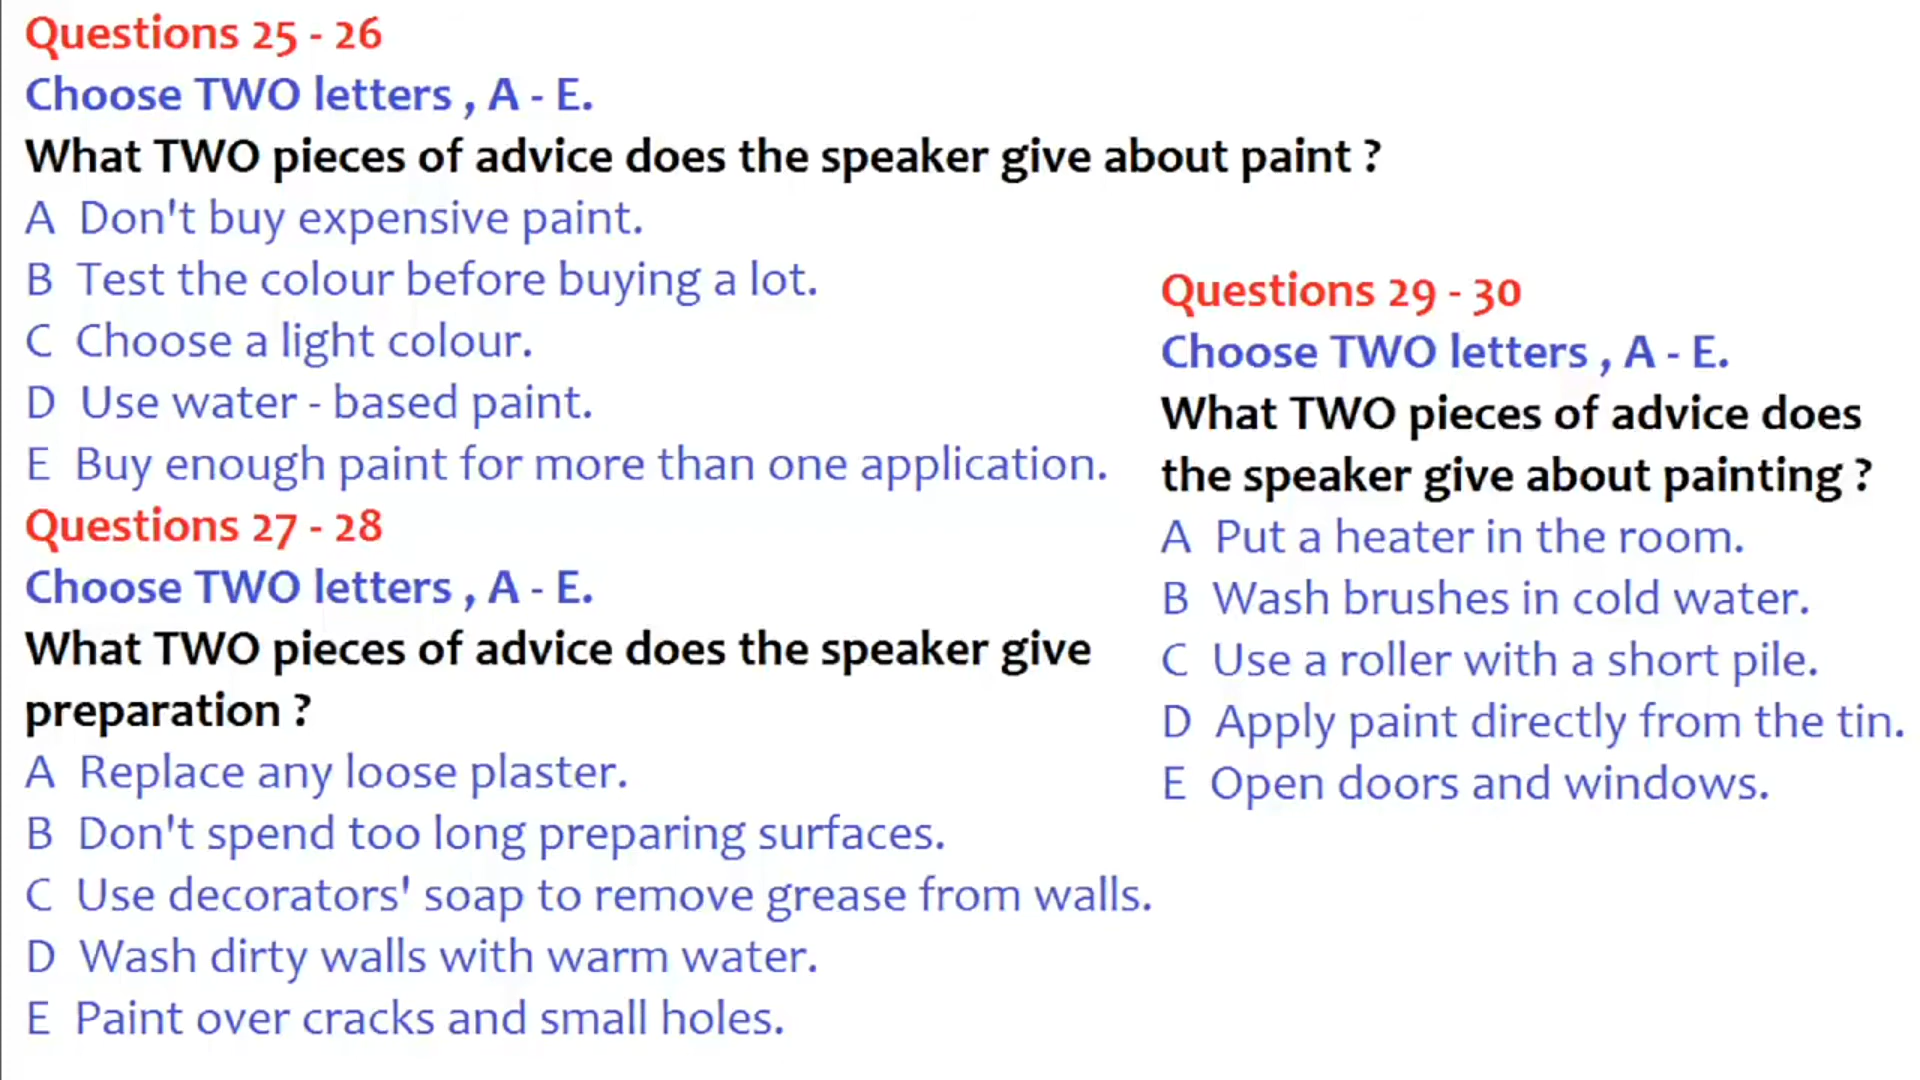 Questions 25 - 26
Choose TWO letters , A - E.
What TWO pieces of advice does the speaker give about paint ?
A Don't buy expensive paint.
B Test the colour before buying a lot.
C Choose a light colour.
D Use water - based paint.
E Buy enough paint for more than one application.
Questions 27 - 28
Choose TWO letters , A - E.
What TWO pieces of advice does the speaker give
preparation ?
A Replace any loose plaster.
B Don't spend too long preparing surfaces.
C Use decorators' soap to remove grease from walls.
D Wash dirty walls with warm water.
E Paint over cracks and small holes.
Questions 29 - 30
Choose TWO letters , A - E.
What TWO pieces of advice does
the speaker give about painting ?
A Put a heater in the room.
B Wash brushes in cold water.
C Use a roller with a short pile.
D Apply paint directly from the tin.
E Open doors and windows.